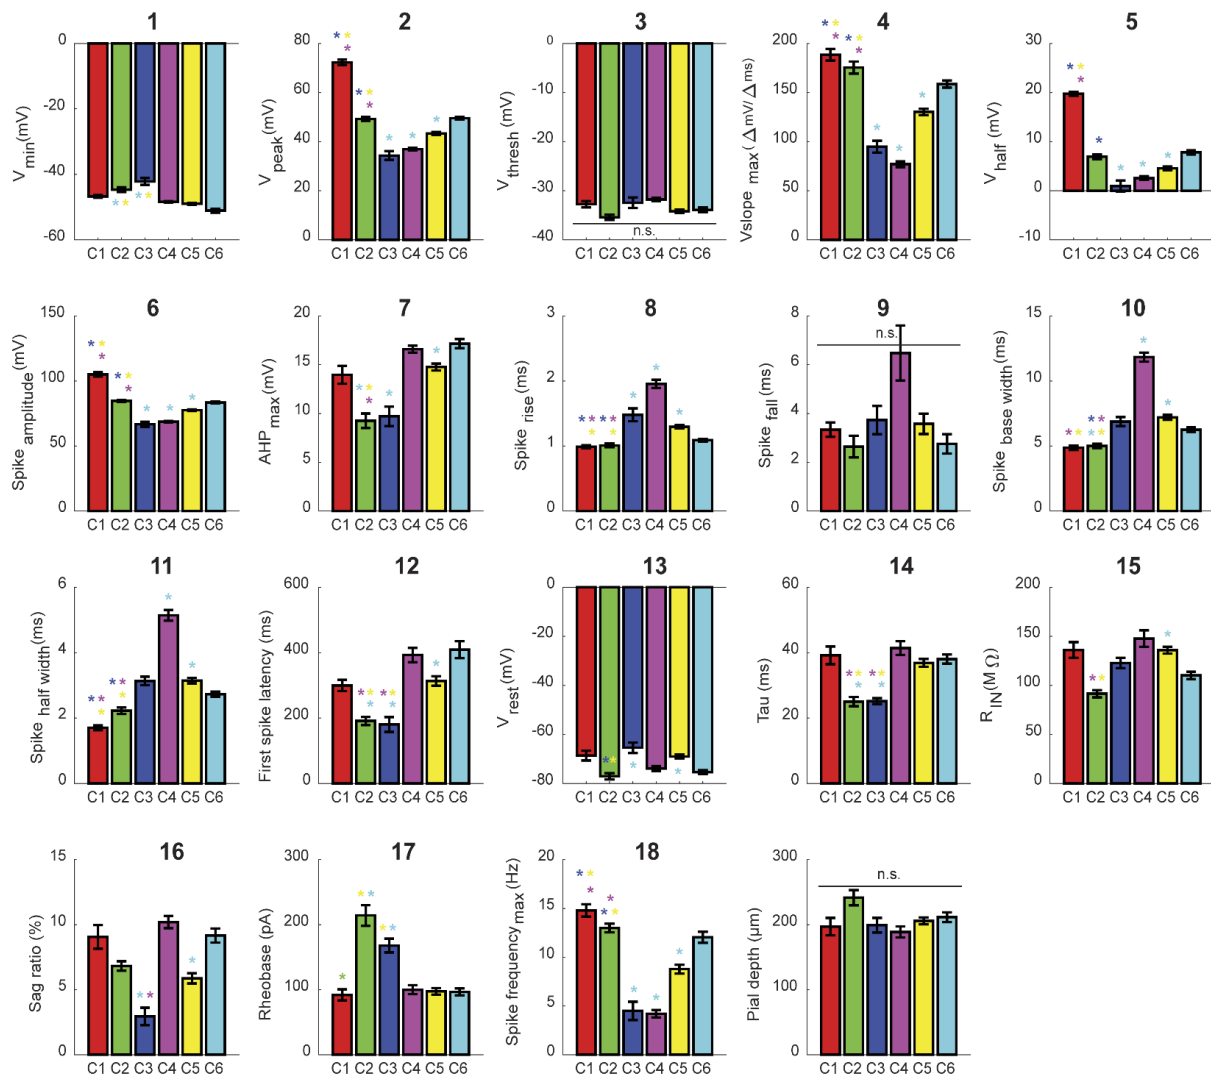 1
2
3
4
5
0
-20
-40
-60
Vmin(mV)
C1 C2 C3 C4 C5 C6
* *
*
* *
*
* * *
* * * *
80
60
40
20
0
Vpeak(mV)
C1 C2 C3 C4 C5 C6
0
-10
-20
-30
-40
Vthresh(mV)
n.s.
C1 C2 C3 C4 C5 C6
* * * *
* *
* * *
200
150
100
50
0
Vslope max(Δ mV/ Δ ms)
C1 C2 C3 C4 C5 C6
* *
*
* * * *
30
20
10
0
-10
Vhalf (mV)
C1 C2 C3 C4 C5 C6
6
7
8
9
10
* *
*
* *
*
* * *
150
100
50
0
Spike amplitude(mV)
C1 C2 C3 C4 C5 C6
* *
*
* *
20
15
10
5
0
AHP max(mV)
C1 C2 C3 C4 C5 C6
* * * *
* *
* * *
3
2
1
0
Spike rise(ms)
C1 C2 C3 C4 C5 C6
n.s.
8
6
4
2
0
Spike fall(ms)
C1 C2 C3 C4 C5 C6
* * * *
* *
* *
15
10
5
0
Spike base width(ms)
C1 C2 C3 C4 C5 C6
11
12
13
14
15
* * * *
* *
* *
6
4
2
0
Spike half width(ms)
C1 C2 C3 C4 C5 C6
* * * *
* *
*
600
400
200
0
First spike latency (ms)
C1 C2 C3 C4 C5 C6
* *
* *
0
-20
-40
-60
-80
Vrest(mV)
C1 C2 C3 C4 C5 C6
* * * *
* *
60
40
20
0
Tau (ms)
C1 C2 C3 C4 C5 C6
* *
*
200
150
100
50
0
RIN(M Ω)
C1 C2 C3 C4 C5 C6
16
17
18
* *
*
15
10
5
0
Sag ratio (%)
C1 C2 C3 C4 C5 C6
* *
* *
*
300
200
100
0
Rheobase (pA)
C1 C2 C3 C4 C5 C6
* *
*
*
* *
* * *
20
15
10
5
0
Spike frequencymax(Hz)
C1 C2 C3 C4 C5 C6
n.s.
300
200
100
0
Pial depth (µm)
C1 C2 C3 C4 C5 C6